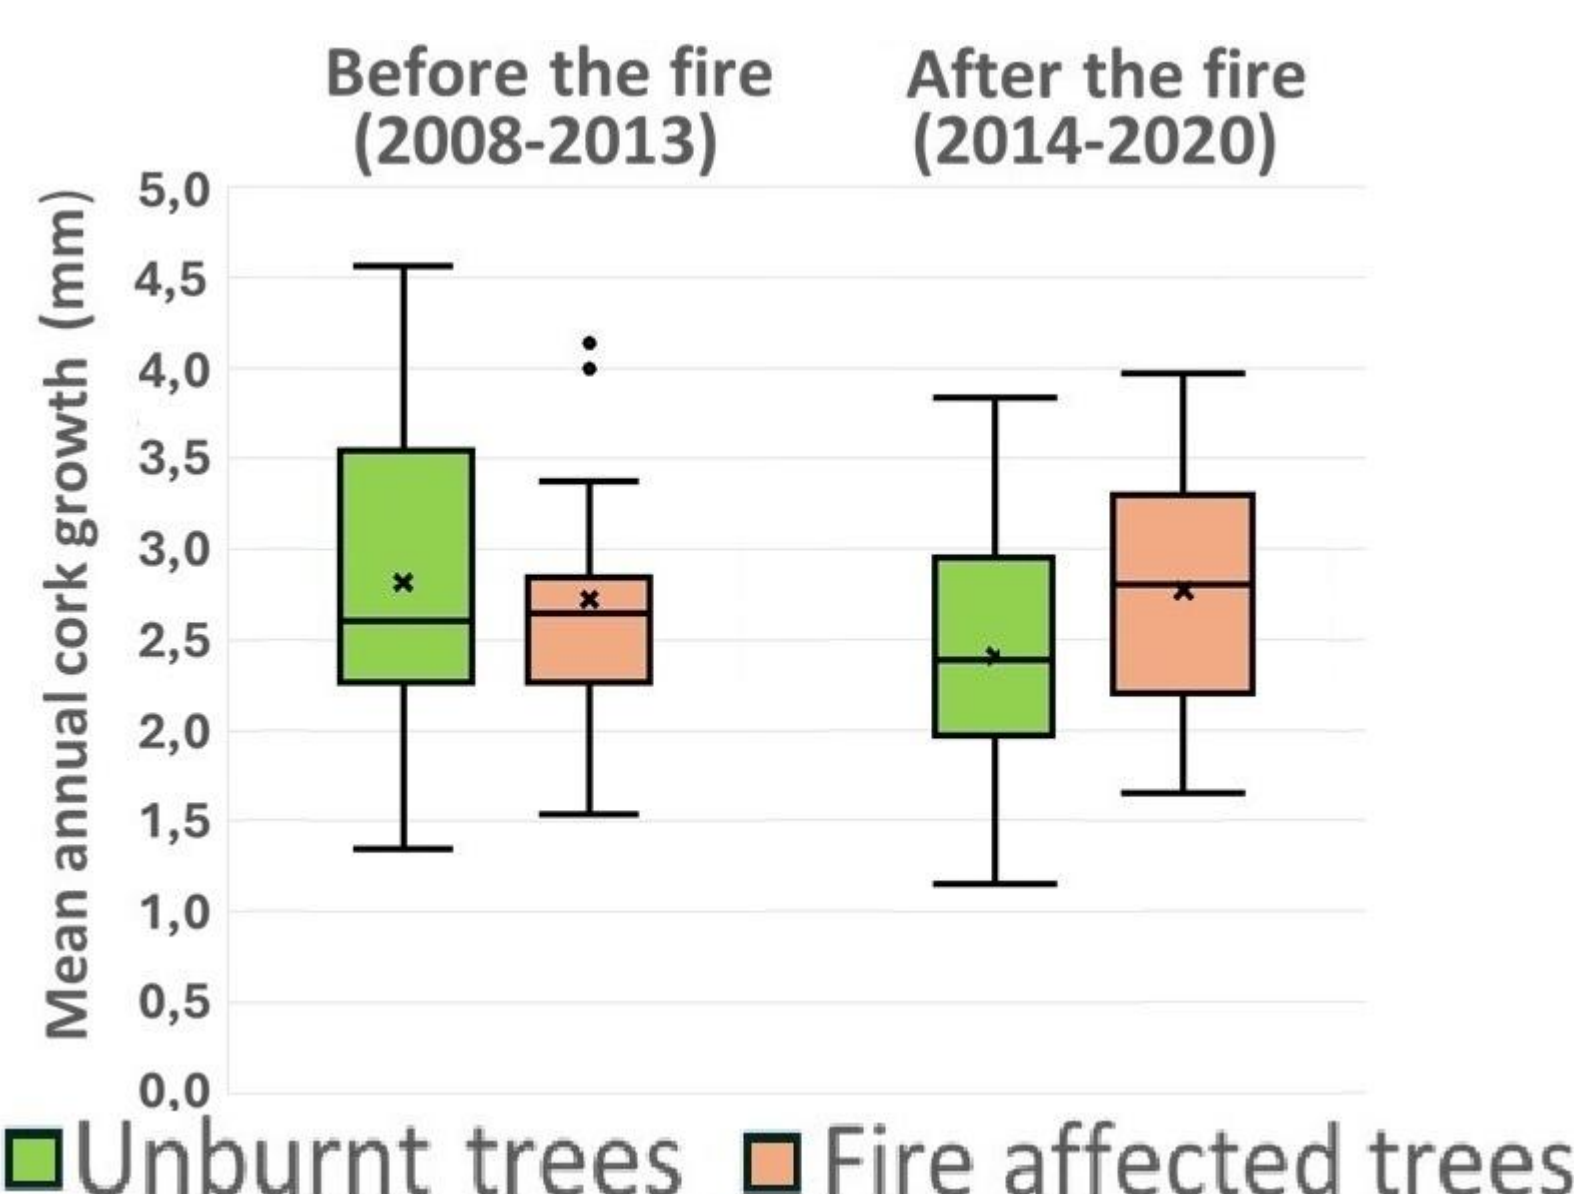 Before the fire
(2008-2013)
After the fire
(2014-2020)
Mean annual cork growth (mm)
5,0
4,5
4,0
3,5
3,0
2,5
2,0
1,5
1,0
0,5
0,0
Unburnt trees
Fire affected trees